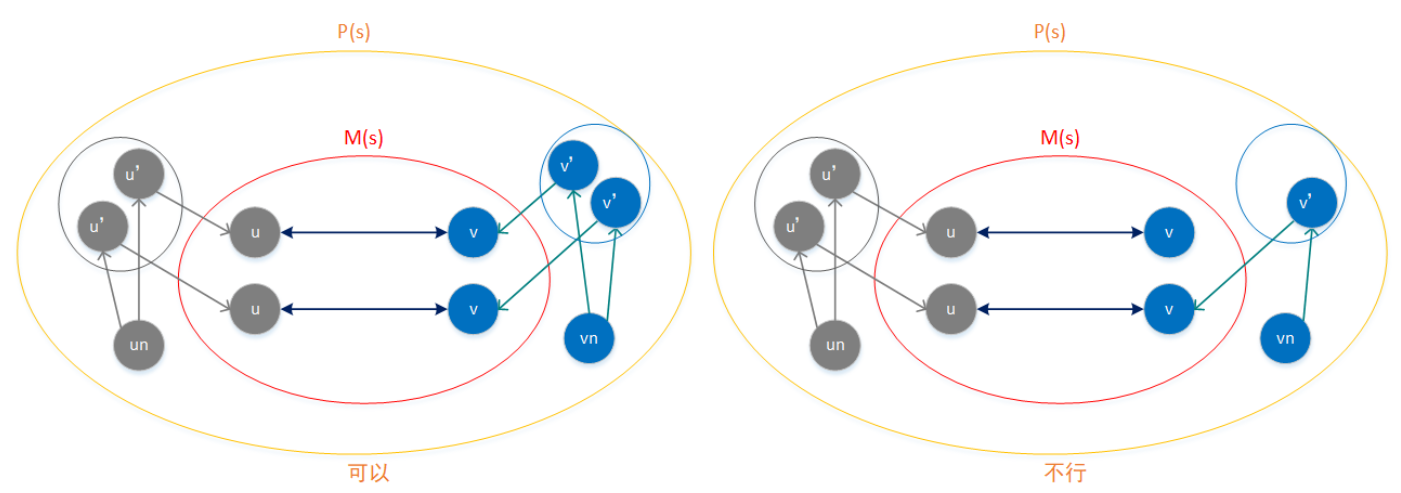 P(s)
M(s)
u'
u'
u
v
v'
v'
u
v
un
vn
可以
P(s)
M(s)
u'
u'
u
v
v'
u
v
un
vn
不行